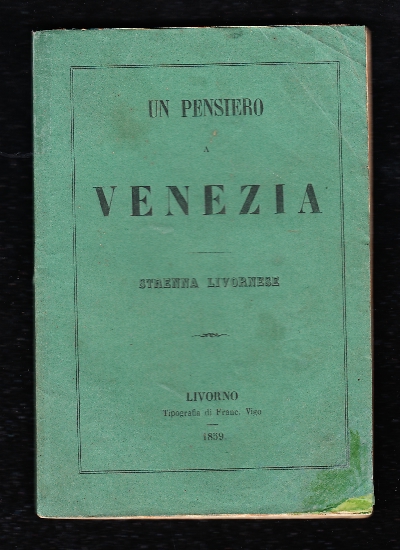 UN PENSIERO
A
VENEZIA
STRENNA LIVORNESE
LIVORNO
Tipografia di Franc. Vigo
1859